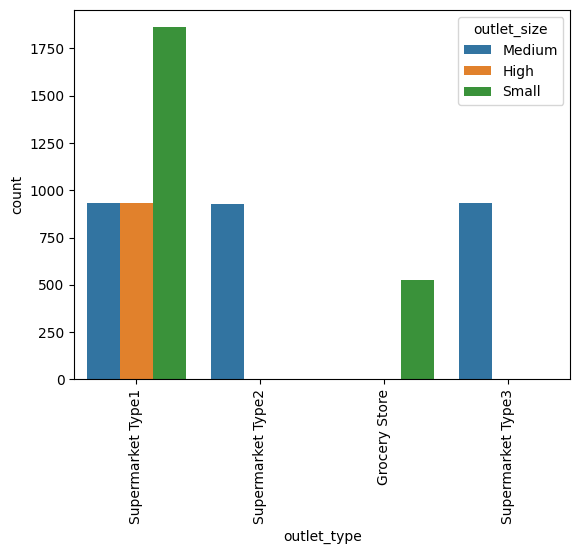 outlet_size
Medium
High
Small
1750
1500
1250
1000
750
500
250
0
count
Supermarket Type1
Supermarket Type2
Grocery Store
Supermarket Type3
outlet_type